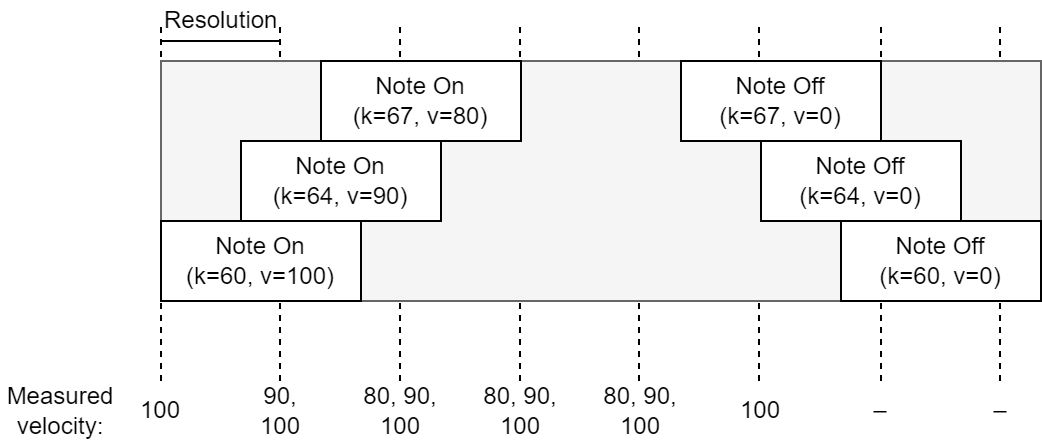 Resolution
Note On
(k=67, v=80)
Note Off
(k=67, v=0)
Note On
(k=64, v=90)
Note Off
(k=64, v=0)
Note On
(k=60, v=100)
Note Off
(k=60, v=0)
Measured
velocity:
100
90,
100
80, 90,
100
80, 90,
100
80, 90,
100
100
–
–